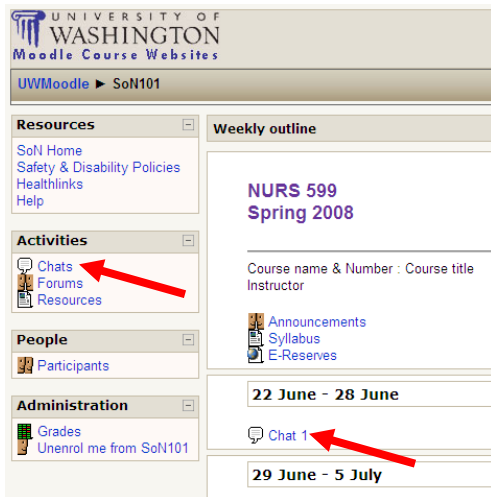 UNIVERSITY OF
WASHINGTON
Moodle Course Websites
UWMoodle ► SoN101
Resources
SoN Home
Safety & Disability Policies
Healthlinks
Help
Activities
Chats
Forums
Resources
People
Participants
Administration
Grades
Unenrol me from SoN101
Weekly outline
NURS 599
Spring 2008
Course name & Number : Course title
Instructor
Announcements
Syllabus
E-Reserves
22 June - 28 June
Chat 1
29 June - 5 July